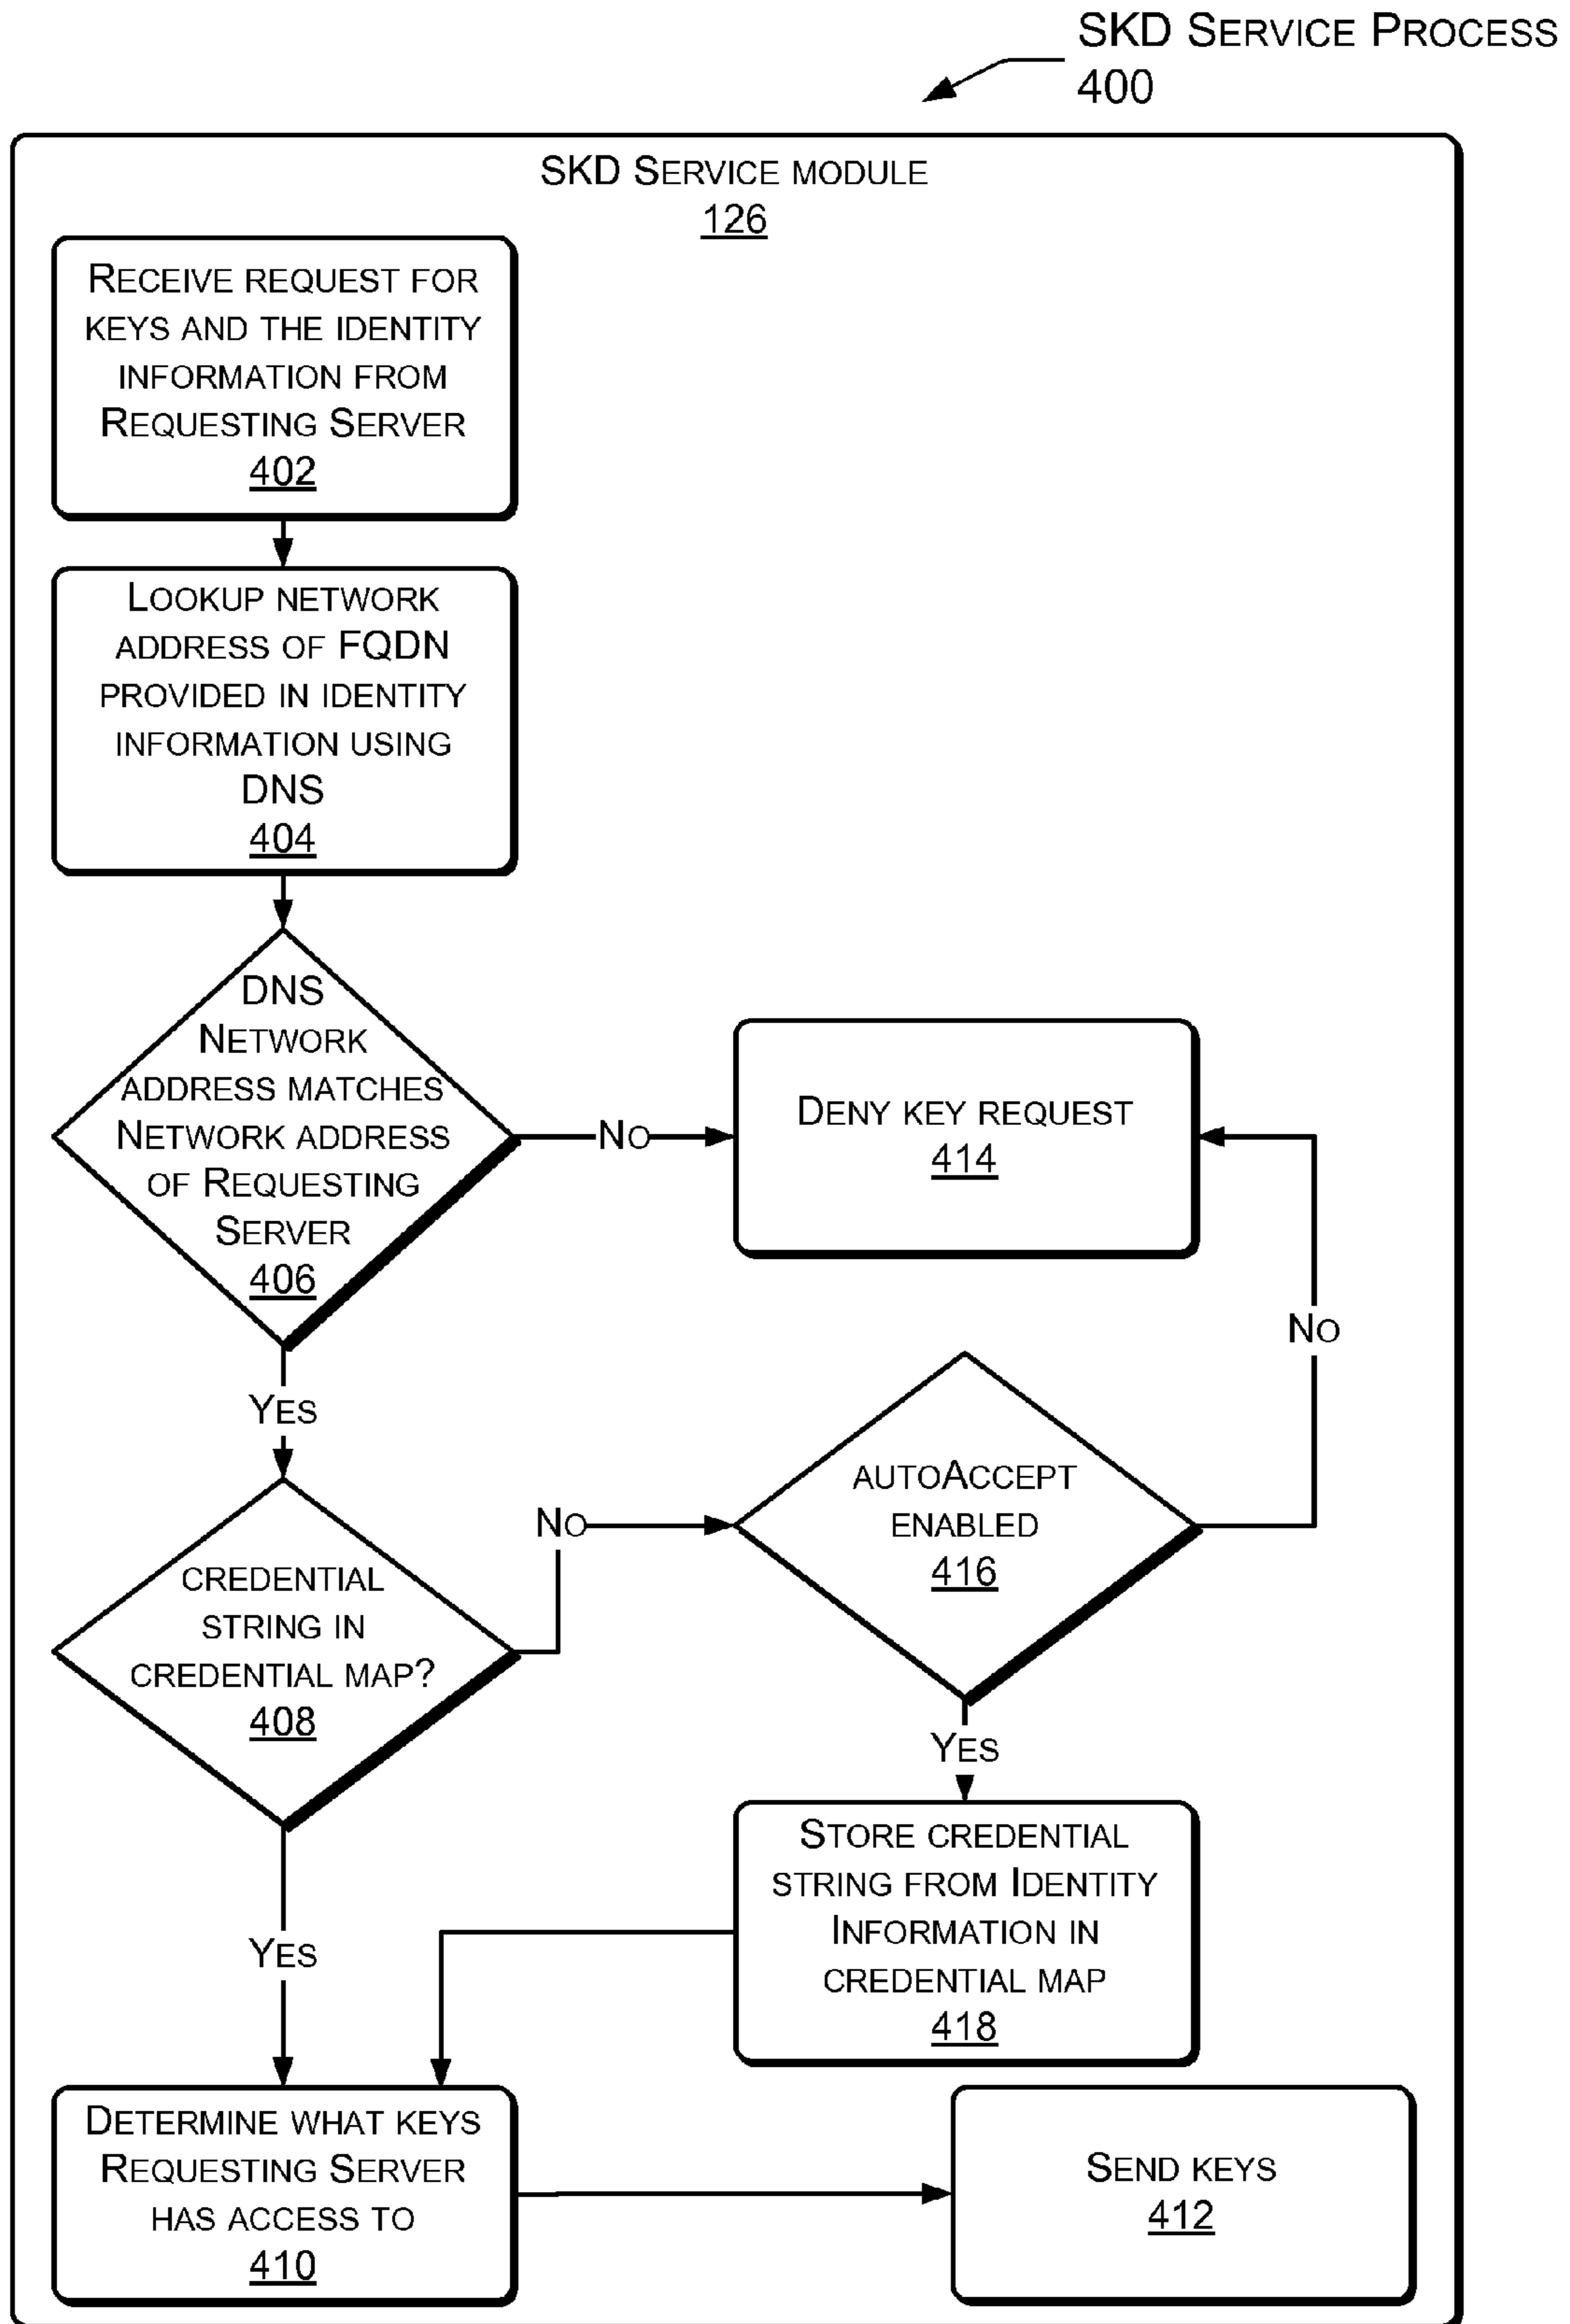 SKD SERVICE PROCESS
400
SKD SERVICE MODULE
126
RECEIVE REQUEST FOR
KEYS AND THE IDENTITY
INFORMATION FROM
REQUESTING SERVER
402
LOOKUP NETWORK
ADDRESS OF FQDN
PROVIDED IN IDENTITY
INFORMATION USING
DNS
404
DNS
NETWORK
ADDRESS MATCHES
NETWORK ADDRESS
OF REQUESTING
SERVER
406
NO
DENY KEY REQUEST
414
NO
YES
AUTOACCEPT
ENABLED
416
NO
CREDENTIAL
STRING IN
CREDENTIAL MAP?
408
YES
STORE CREDENTIAL
STRING FROM IDENTITY
INFORMATION IN
CREDENTIAL MAP
418
YES
DETERMINE WHAT KEYS
REQUESTING SERVER
HAS ACCESS TO
410
SEND KEYS
412